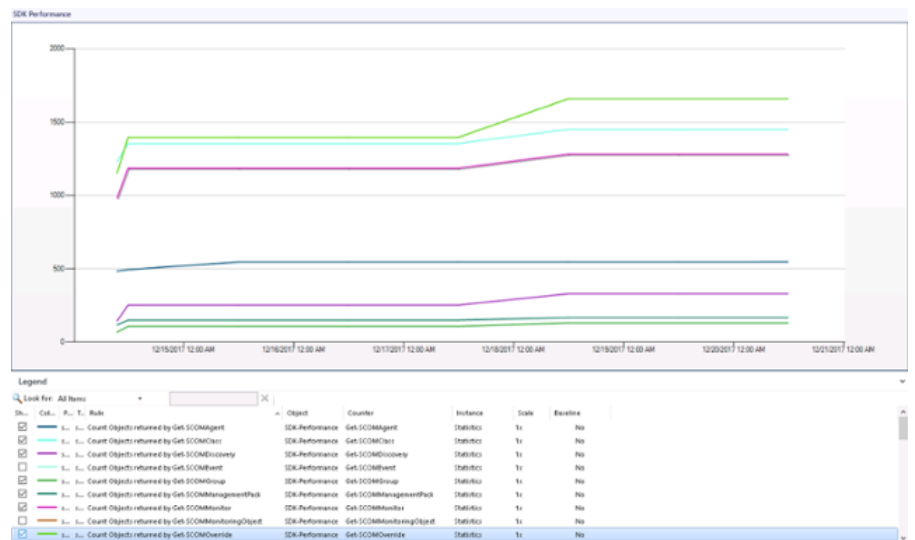 SDK Performance
2000
1500
1000
500
0
12/15/2017 12:00 AM 12/16/2017 12:00 AM 12/17/2017 12:00 AM 12/18/2017 12:00 AM 12/19/2017 12:00 AM 12/20/2017 12:00 AM 12/21/2017 12:00 AM
Legend
Look for: All Items
Sh... Col... P... T.. Rule Object Counter Instance Scale Baseline
s... s... Count Objects returned by Get-SCOMAgent SDK-Performance Get-SCOMAgent Statistics 1x No
s... s... Count Objects returned by Get-SCOMClass SDK-Performance Get-SCOMClass Statistics 1x No
s... s... Count Objects returned by Get-SCOMDiscovery SDK-Performance Get-SCOMDiscovery Statistics 1x No
s... s... Count Objects returned by Get-SCOMEvent SDK-Performance Get-SCOMEvent Statistics 1x No
s... s... Count Objects returned by Get-SCOMGroup SDK-Performance Get-SCOMGroup Statistics 1x No
s... s... Count Objects returned by Get-SCOMManagementPack SDK-Performance Get-SCOMManagementPack Statistics 1x No
s... s... Count Objects returned by Get-SCOMMonitor SDK-Performance Get-SCOMMonitor Statistics 1x No
s... s... Count Objects returned by Get-SCOMMonitoringObject SDK-Performance Get-SCOMMonitoringObject Statistics 1x No
s... s... Count Objects returned by Get-SCOMOverride SDK-Performance Get-SCOMOverride Statistics 1x No